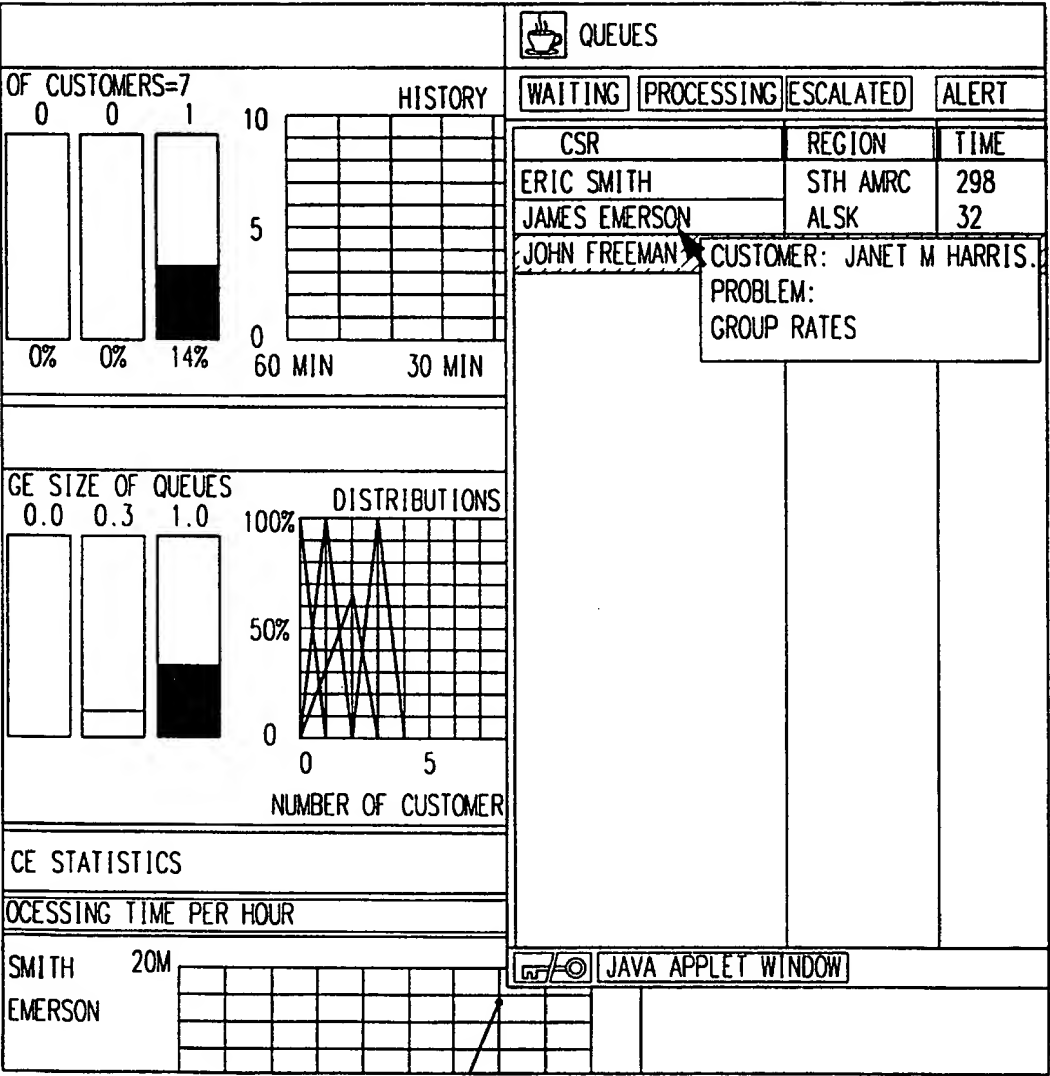 OF CUSTOMERS=7
0 0 1
HISTORY
10
5
0
0% 0% 14%
60 MIN 30 MIN
GE SIZE OF QUEUES
0.0 0.3 1.0
DISTRIBUTIONS
100%
50%
0
0 5
NUMBER OF CUSTOMER
CE STATISTICS
OCESSING TIME PER HOUR
SMITH
EMERSON
20M
QUEUES
WAITING PROCESSING ESCALATED ALERT
CSR REGION TIME
ERIC SMITH STH AMRC 298
JAMES EMERSON ALSK 32
JOHN FREEMAN
CUSTOMER: JANET M HARRIS.
PROBLEM:
GROUP RATES
JAVA APPLET WINDOW